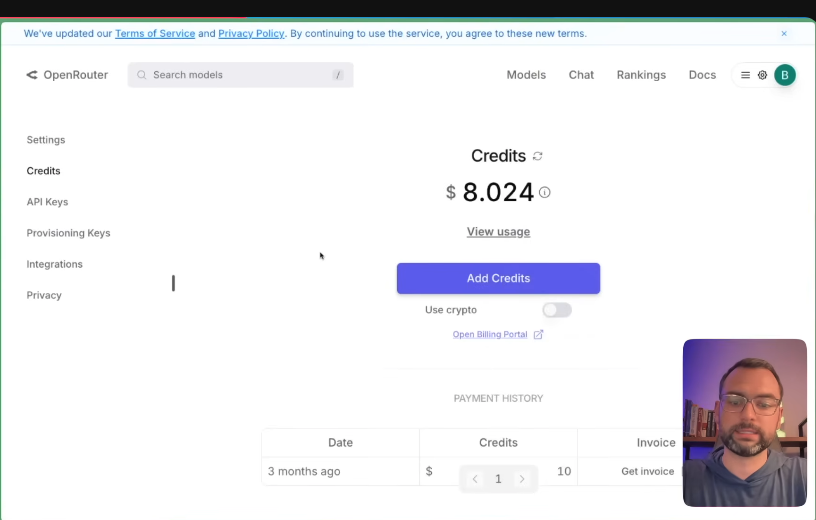 We've updated our Terms of Service and Privacy Policy. By continuing to use the service, you agree to these new terms.
OpenRouter
Search models
/
Models
Chat
Rankings
Docs
B
Settings
Credits
API Keys
Provisioning Keys
Integrations
Privacy
Credits
$ 8.024
View usage
Add Credits
Use crypto
Open Billing Portal
PAYMENT HISTORY
Date Credits Invoice
3 months ago $ 10 Get invoice
1